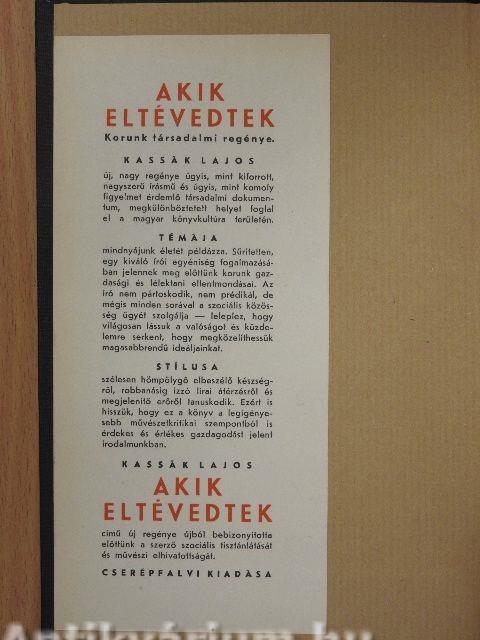 AKIK
ELTÉVEDTEK
Korunk társadalmi regénye.
KASSÁK LAJOS
új, nagy regénye úgyis, mint kiforrott,
nagyszerű írásmű és úgyis, mint komoly
figyelmet érdemlő társadalmi dokumen-
tum, megkülönböztetett helyet foglal
el a magyar könyvkultúra területén.
TÉMÁJA
mindnyájunk életét példázza. Sűrítetten,
egy kiváló írói egyéniség fogalmazásá-
ban jelennek meg előttünk korunk gaz-
dasági és lélektani ellentmondásai. Az
író nem pártoskodik, nem prédikál, de
mégis minden sorával a szociális közös-
ség ügyét szolgálja — leleplez, hogy
világosan lássuk a valóságot és küzde-
lemre serkent, hogy megközelíthessük
magasabbrendű ideáljainkat.
STÍLUSA
szélesen hömpölygő elbeszélő készség-
ről, robbanásig izzó lírai átérzésről és
megjelenítő erőről tanuskodik. Ezért is
hisszük, hogy ez a könyv a legigénye-
sebb művészetkritikai szempontból is
érdekes és értékes gazdagodást jelent
irodalmunkban.
KASSÁK LAJOS
AKIK
ELTÉVEDTEK
című új regénye újból bebizonyította
előttünk a szerző szociális tisztánlátását
és művészi elhivatottságát.
CSERÉPFALVI KIADÁSA
Antikvárium.hu